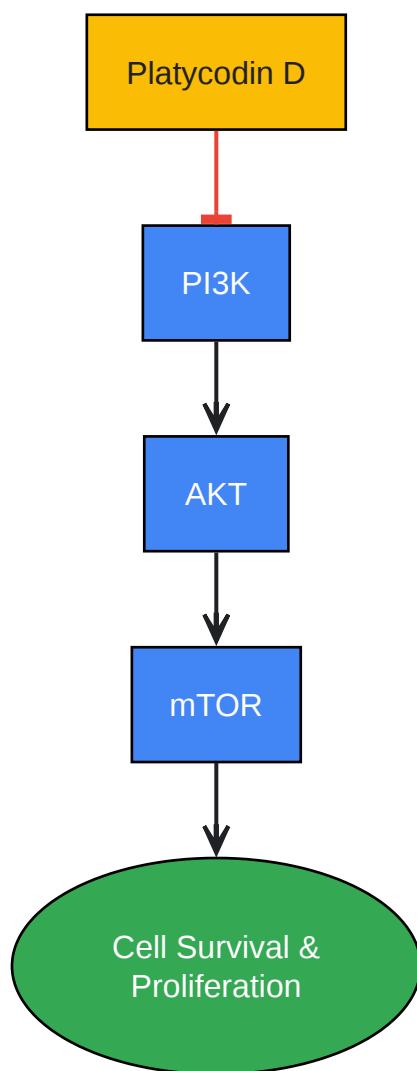 Platycodin D
PI3K
AKT
mTOR
Cell Survival &
Proliferation